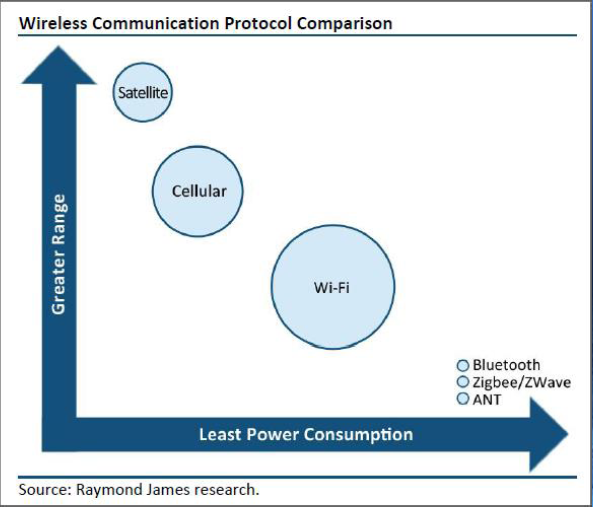 Wireless Communication Protocol Comparison
Satellite
Cellular
Greater Range
Wi-Fi
Bluetooth
Zigbee/ZWave
ANT
Least Power Consumption
Source: Raymond James research.